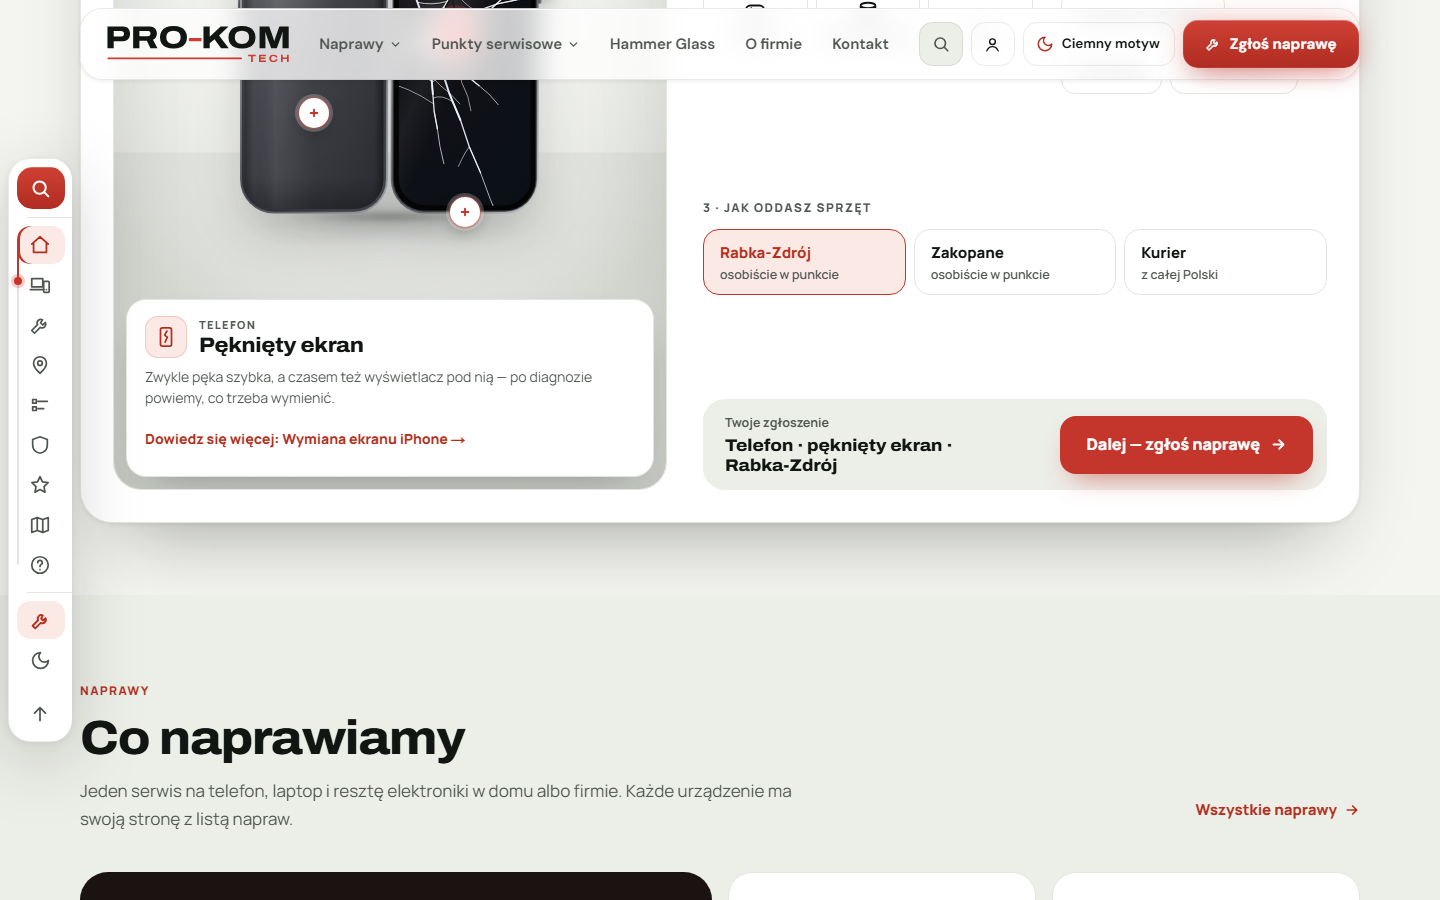 PRO-KOM
TECH
Naprawy
Punkty serwisowe
Hammer Glass
O firmie
Kontakt
Ciemny motyw
Zgłoś naprawę
3 · JAK ODDASZ SPRZĘT
Rabka-Zdrój
osobiście w punkcie
Zakopane
osobiście w punkcie
Kurier
z całej Polski
TELEFON
Pęknięty ekran
Zwykle pęka szybka, a czasem też wyświetlacz pod nią — po diagnozie
powiemy, co trzeba wymienić.
Dowiedz się więcej: Wymiana ekranu iPhone →
Twoje zgłoszenie
Telefon · pęknięty ekran ·
Rabka-Zdrój
Dalej — zgłoś naprawę →
NAPRAWY
Co naprawiamy
Jeden serwis na telefon, laptop i resztę elektroniki w domu albo firmie. Każde urządzenie ma
swoją stronę z listą napraw.
Wszystkie naprawy →